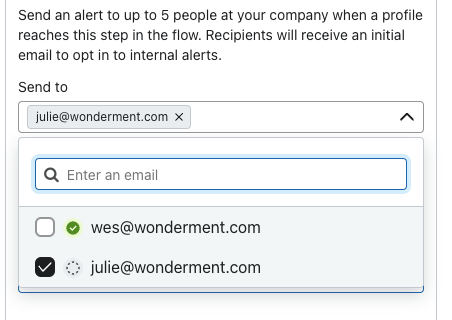 Send an alert to up to 5 people at your company when a profile
reaches this step in the flow. Recipients will receive an initial
email to opt in to internal alerts.
Send to
julie@wonderment.com ×
Enter an email
wes@wonderment.com
julie@wonderment.com